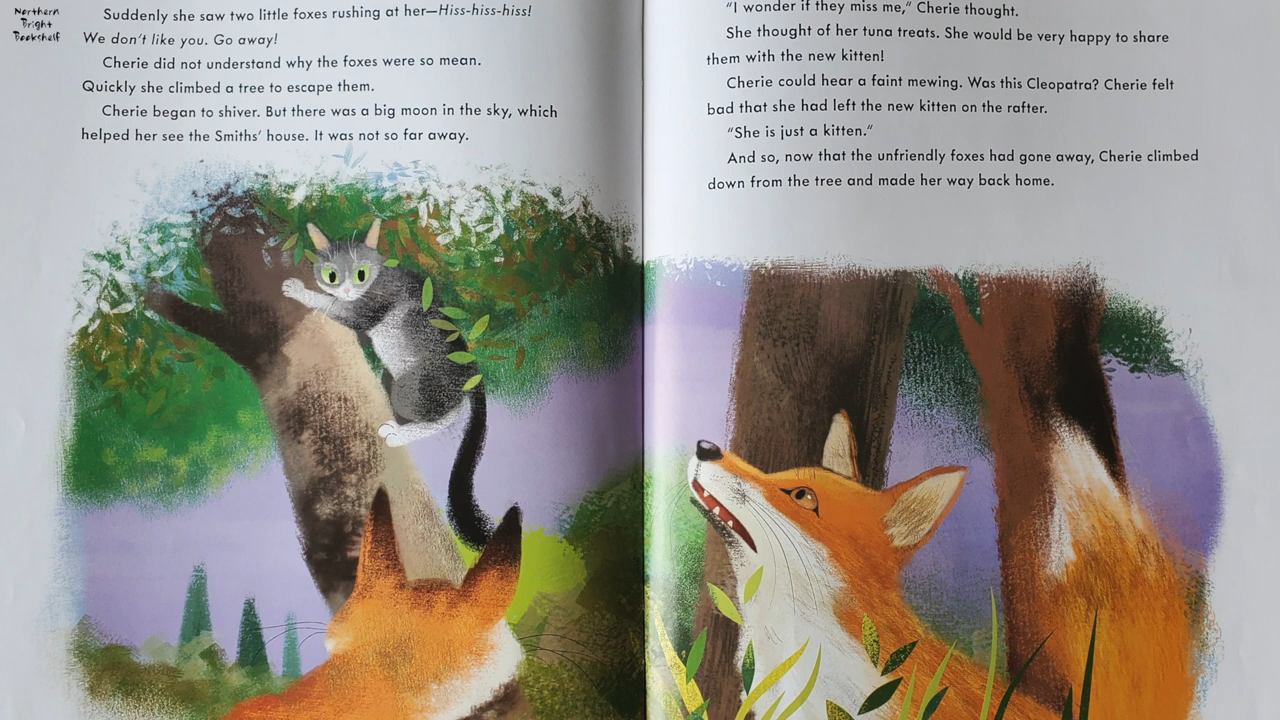 Northern
Bright
Bookshelf
Suddenly she saw two little foxes rushing at her—Hiss-hiss-hiss!
We don't like you. Go away!
Cherie did not understand why the foxes were so mean.
Quickly she climbed a tree to escape them.
Cherie began to shiver. But there was a big moon in the sky, which
helped her see the Smiths' house. It was not so far away.
"I wonder if they miss me," Cherie thought.
She thought of her tuna treats. She would be very happy to share
them with the new kitten!
Cherie could hear a faint mewing. Was this Cleopatra? Cherie felt
bad that she had left the new kitten on the rafter.
"She is just a kitten."
And so, now that the unfriendly foxes had gone away, Cherie climbed
down from the tree and made her way back home.